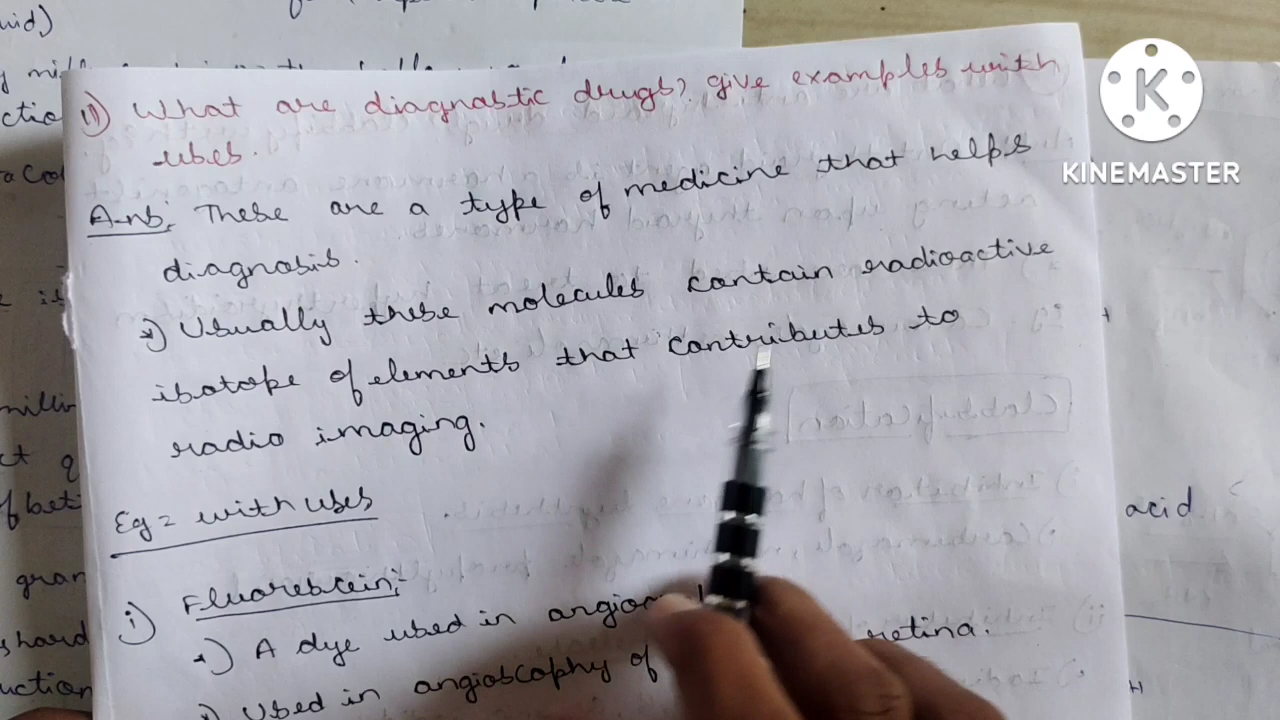 11) What are diagnostic drugs? give examples with
uses.
Ans: These are a type of medicine that helps
diagnosis.
*) Usually these molecules contain radioactive
isotope of elements that contributes to
radio imaging.
Eg = with uses
i) Fluorescein:-
*) A dye used in
*) Used in angioscophy of retina.
acid
KINEMASTER